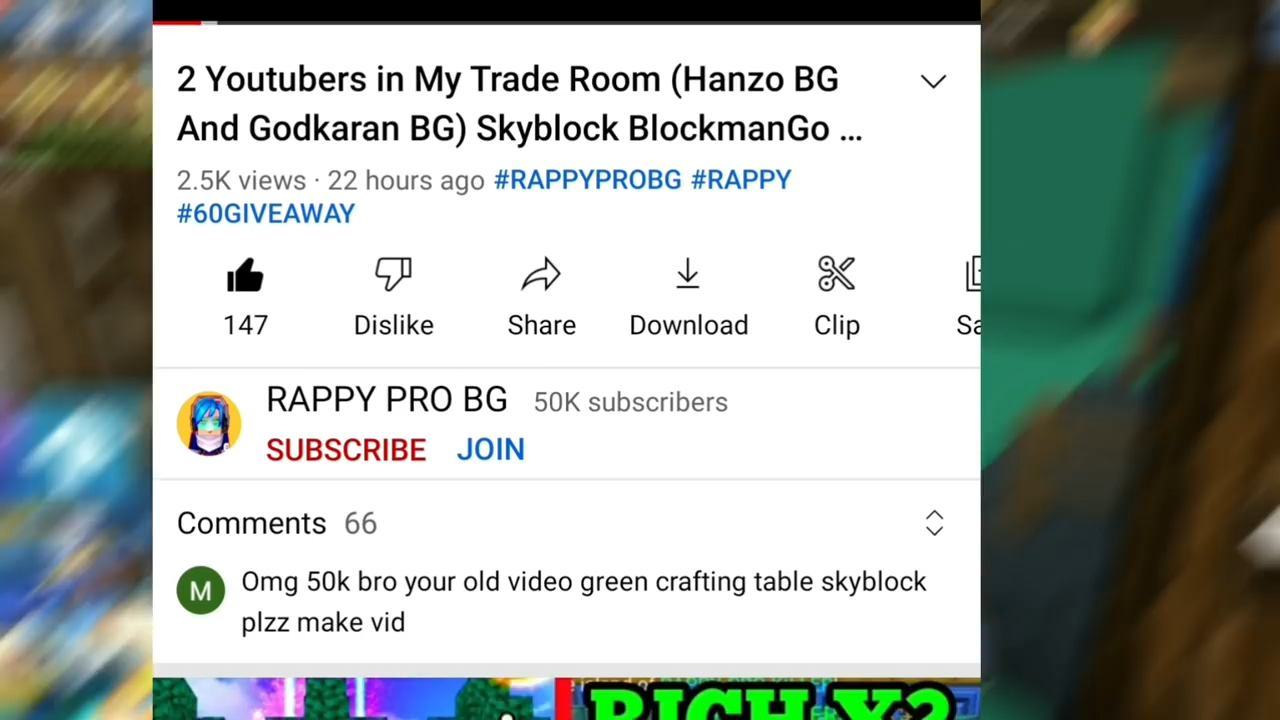 2 Youtubers in My Trade Room (Hanzo BG
And Godkaran BG) Skyblock BlockmanGo ...
2.5K views · 22 hours ago #RAPPYPROBG #RAPPY
#60GIVEAWAY
147 Dislike Share Download Clip Sa
RAPPY PRO BG 50K subscribers
SUBSCRIBE JOIN
Comments 66
M Omg 50k bro your old video green crafting table skyblock
plzz make vid
RICH